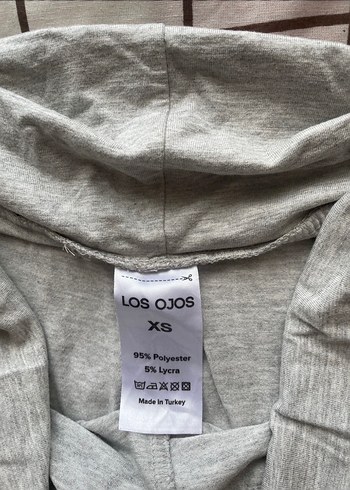 LOS OJOS
XS
95% Polyester
5% Lycra
Made in Turkey